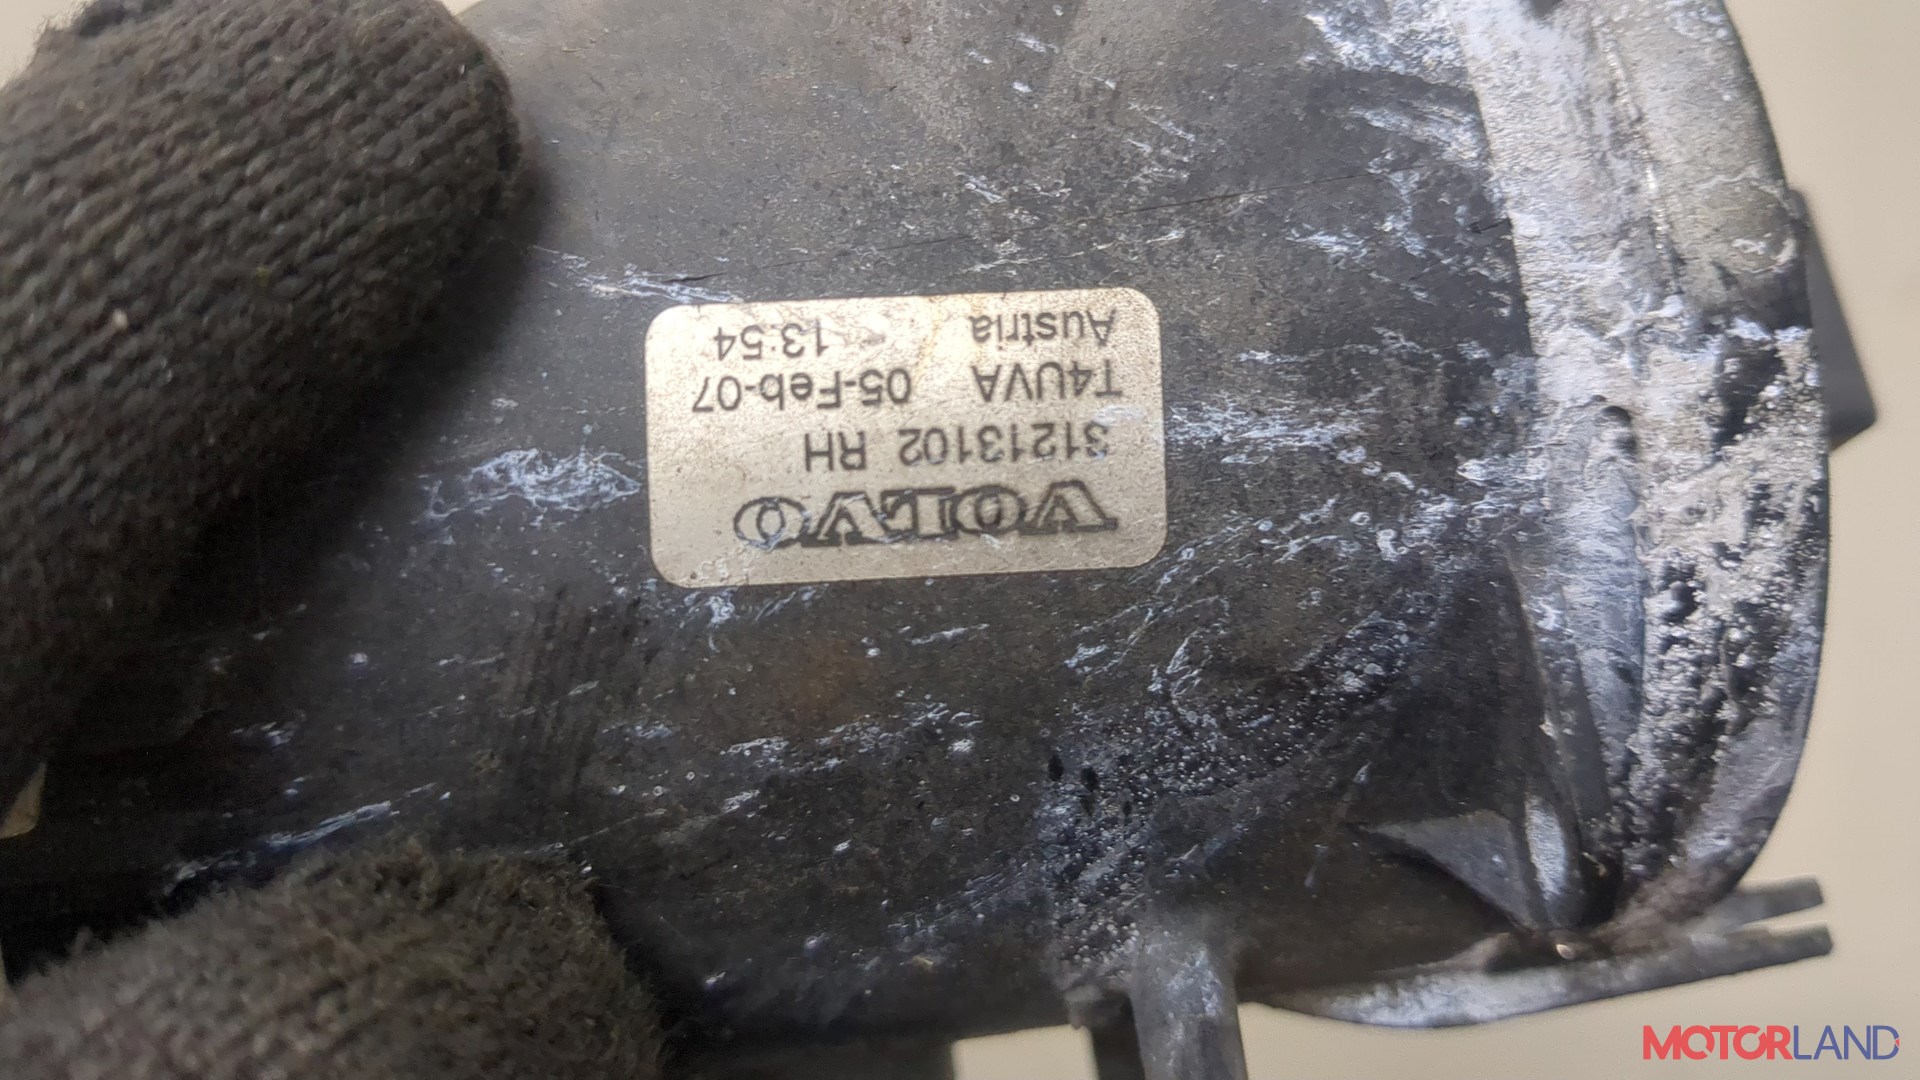 VOLVO
31213102 RH
T4UVA 05-Feb-07
Austria - 13:54
MOTORLAND